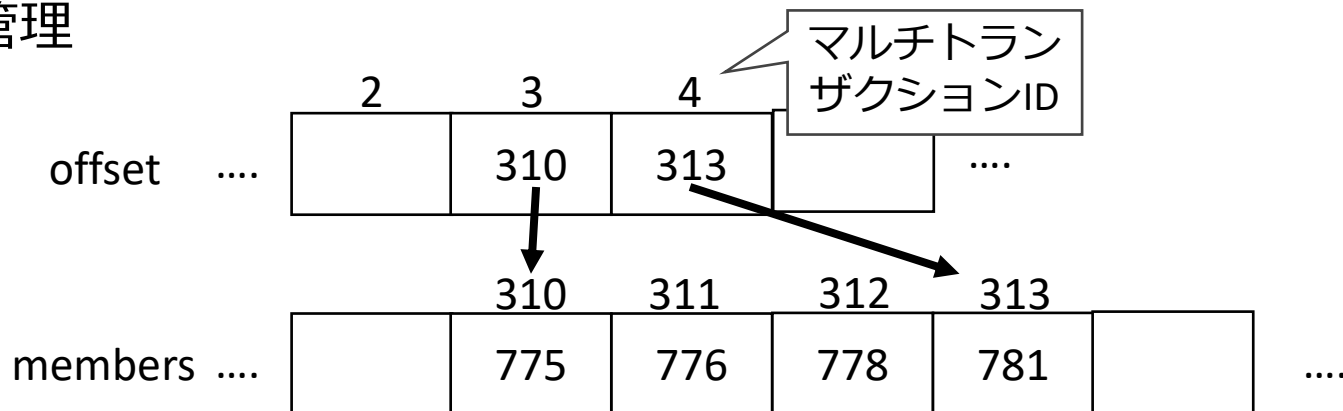 管理
マルチトラン
ザクションID
2 3 4
offset .... 310 313 ....
310 311 312 313
members .... 775 776 778 781 ....